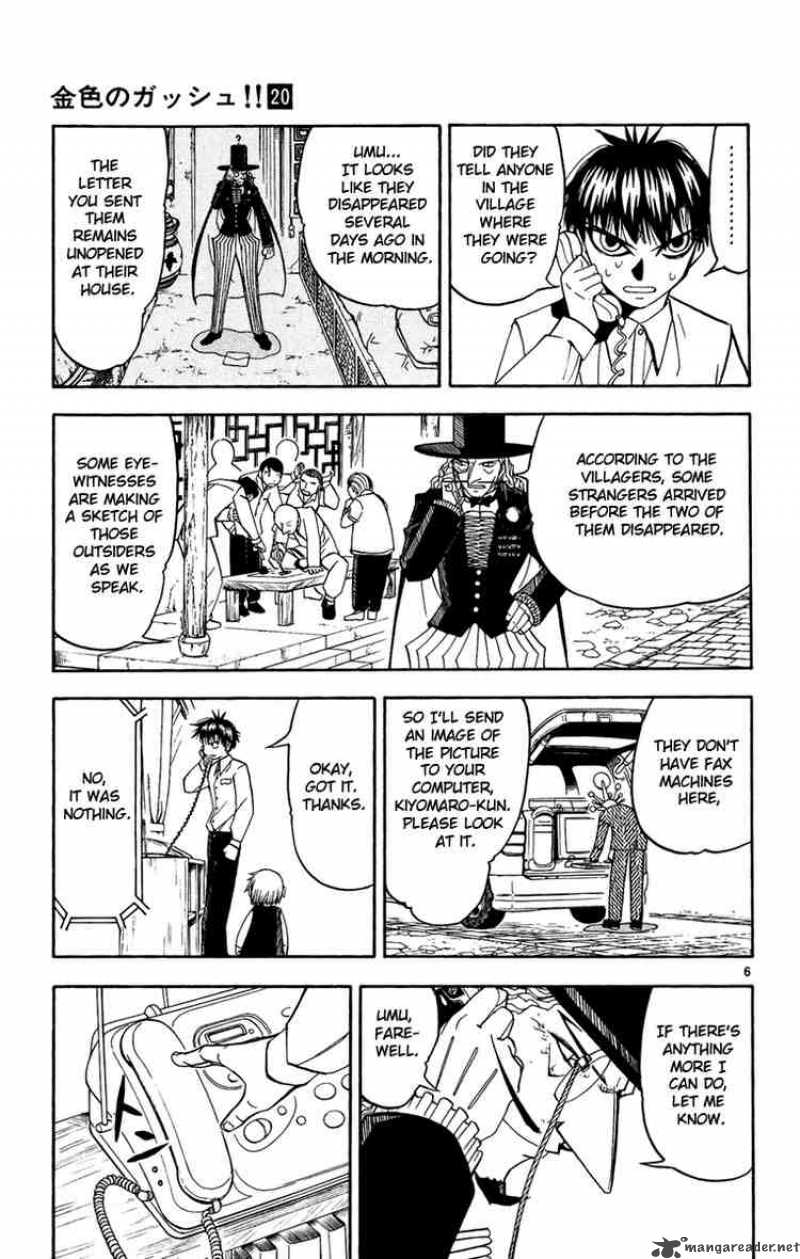 金色のガッシュ!! 20
DID THEY
TELL ANYONE
IN THE
VILLAGE
WHERE
THEY WERE
GOING?
UMU...
IT LOOKS
LIKE THEY
DISAPPEARED
SEVERAL
DAYS AGO IN
THE MORNING.
THE
LETTER
YOU SENT
THEM
REMAINS
UNOPENED
AT THEIR
HOUSE.
ACCORDING TO THE
VILLAGERS, SOME
STRANGERS ARRIVED
BEFORE THE TWO OF
THEM DISAPPEARED.
SOME EYE-
WITNESSES
ARE MAKING
A SKETCH OF
THOSE
OUTSIDERS
AS WE
SPEAK.
THEY DON'T
HAVE FAX
MACHINES
HERE,
SO I'LL SEND
AN IMAGE
OF THE
PICTURE
TO YOUR
COMPUTER,
KIYOMARO-KUN.
PLEASE LOOK
AT IT.
OKAY,
GOT IT.
THANKS.
NO,
IT WAS
NOTHING.
6
IF THERE'S
ANYTHING
MORE I
CAN DO,
LET ME
KNOW.
UMU,
FARE-
WELL.
mangareader.net